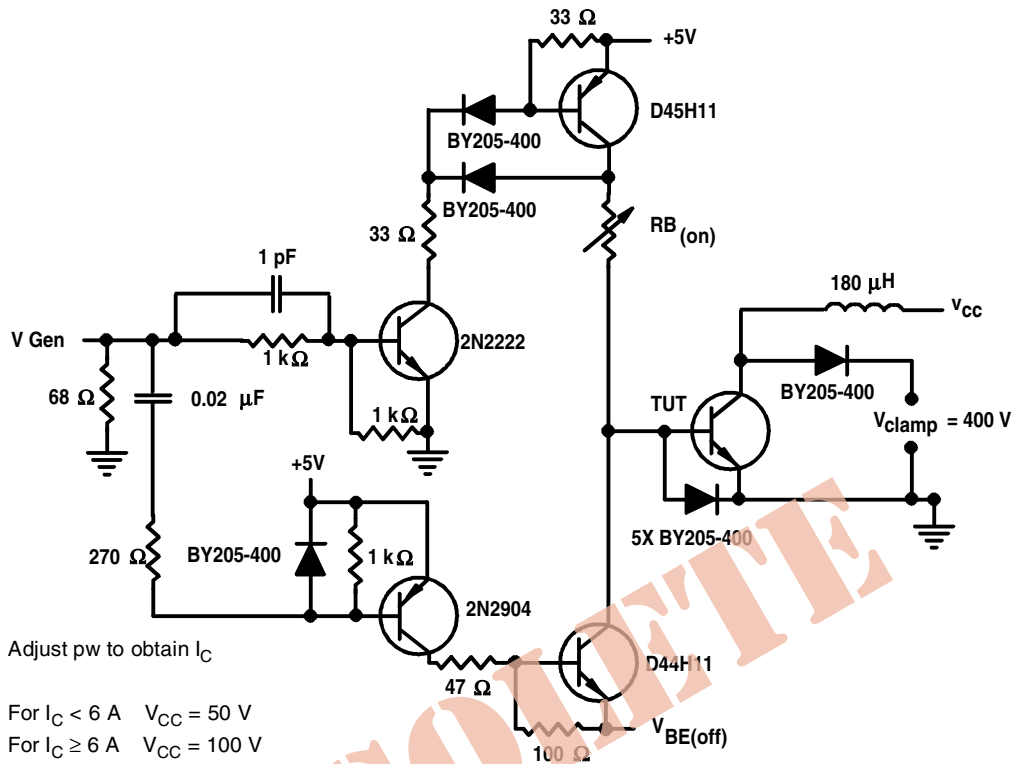 33 Ω
+5V
D45H11
BY205-400
BY205-400
33 Ω
RB(on)
1 pF
180 µH
V Gen
1 kΩ
2N2222
vcc
68 Ω
0.02 µF
1 kΩ
TUT
BY205-400
Vclamp = 400 V
+5V
270 Ω
BY205-400
1 kΩ
5X BY205-400
2N2904
Adjust pw to obtain IC
47 Ω
D44H11
For IC < 6 A VCC = 50 V
VBE(off)
For IC ≥ 6 A VCC = 100 V
100 Ω
OLETE